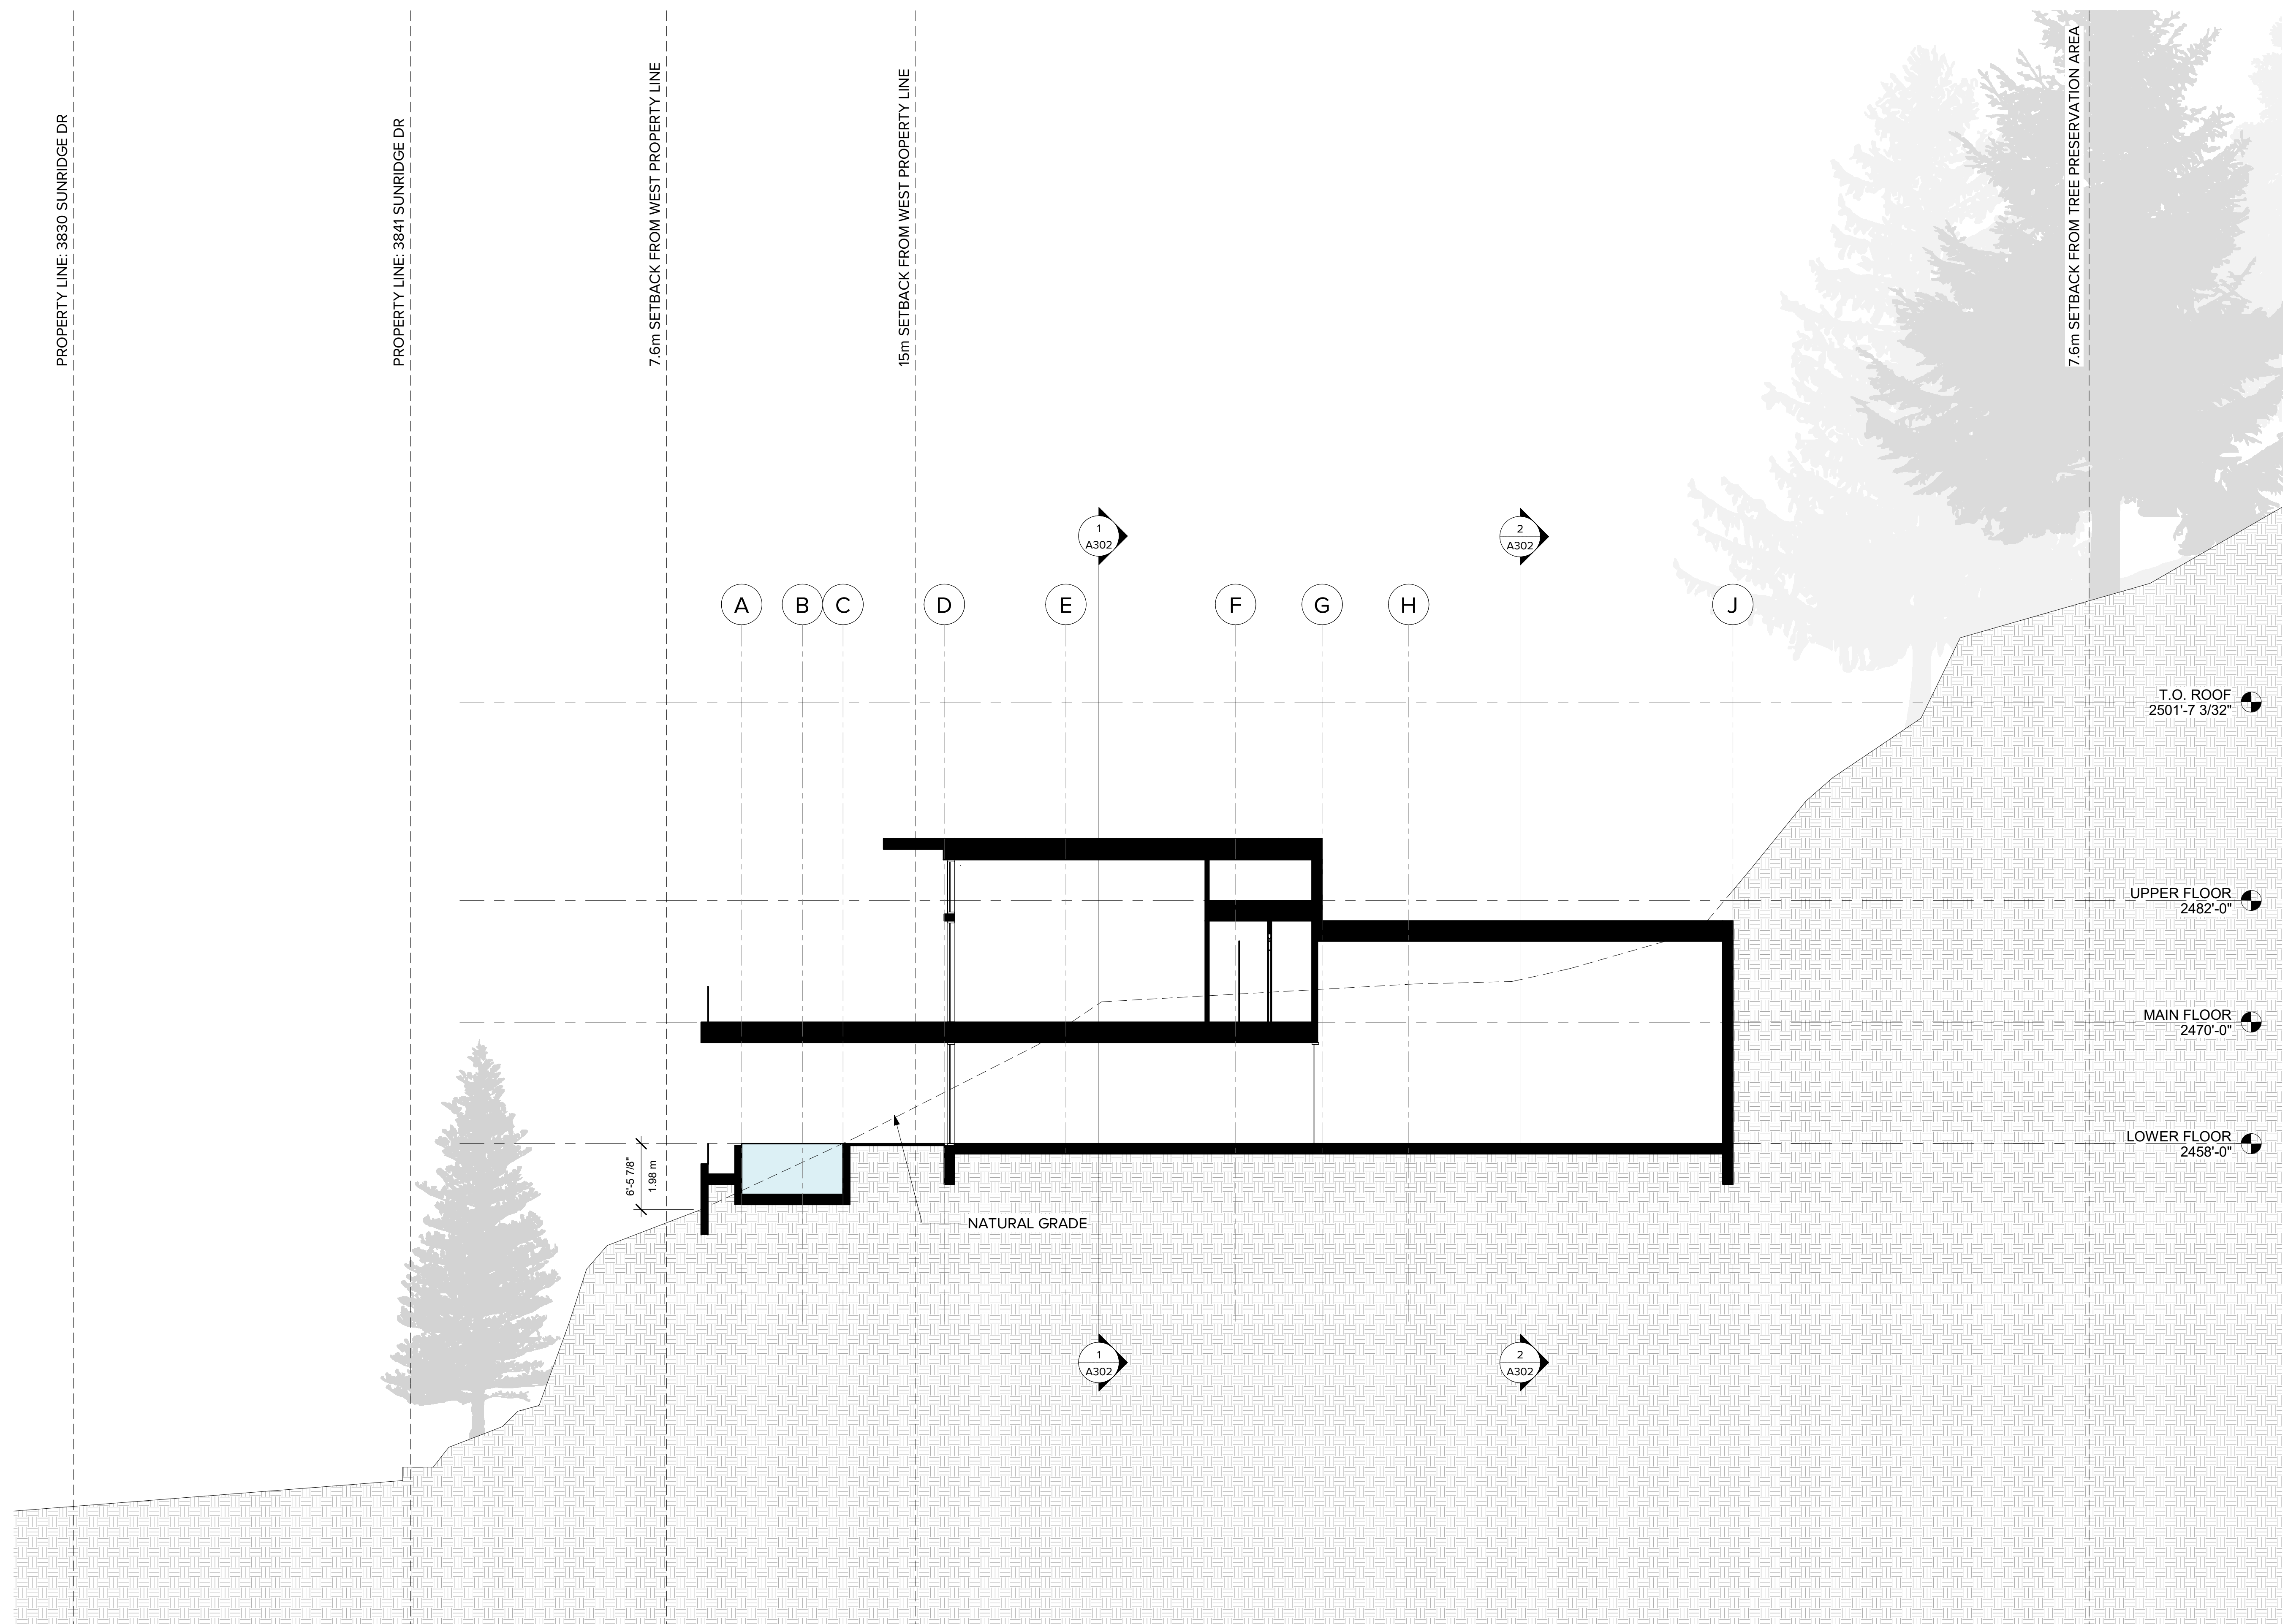 PROPERTY LINE: 3830 SUNRIDGE DR
PROPERTY LINE: 3841 SUNRIDGE DR
7.6m SETBACK FROM WEST PROPERTY LINE
15m SETBACK FROM WEST PROPERTY LINE
7.6m SETBACK FROM TREE PRESERVATION AREA
1
A302
2
A302
A
B
C
D
E
F
G
H
J
T.O. ROOF
2501'-7 3/32"
UPPER FLOOR
2482'-0"
MAIN FLOOR
2470'-0"
LOWER FLOOR
2458'-0"
6'-5 7/8"
1.98 m
NATURAL GRADE
1
A302
2
A302